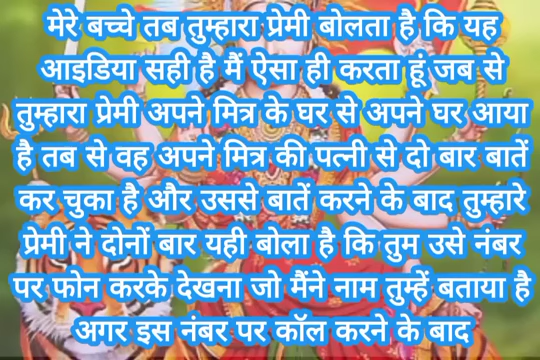 मेरे बच्चे तब तुम्हारा प्रेमी बोलता है कि यह
आइडिया सही है मैं ऐसा ही करता हूं जब से
तुम्हारा प्रेमी अपने मित्र के घर से अपने घर आया
है तब से वह अपने मित्र की पत्नी से दो बार बातें
कर चुका है और उससे बातें करने के बाद तुम्हारे
प्रेमी ने दोनों बार यही बोला है कि तुम उसे नंबर
पर फोन करके देखना जो मैंने नाम तुम्हें बताया है
अगर इस नंबर पर कॉल करने के बाद